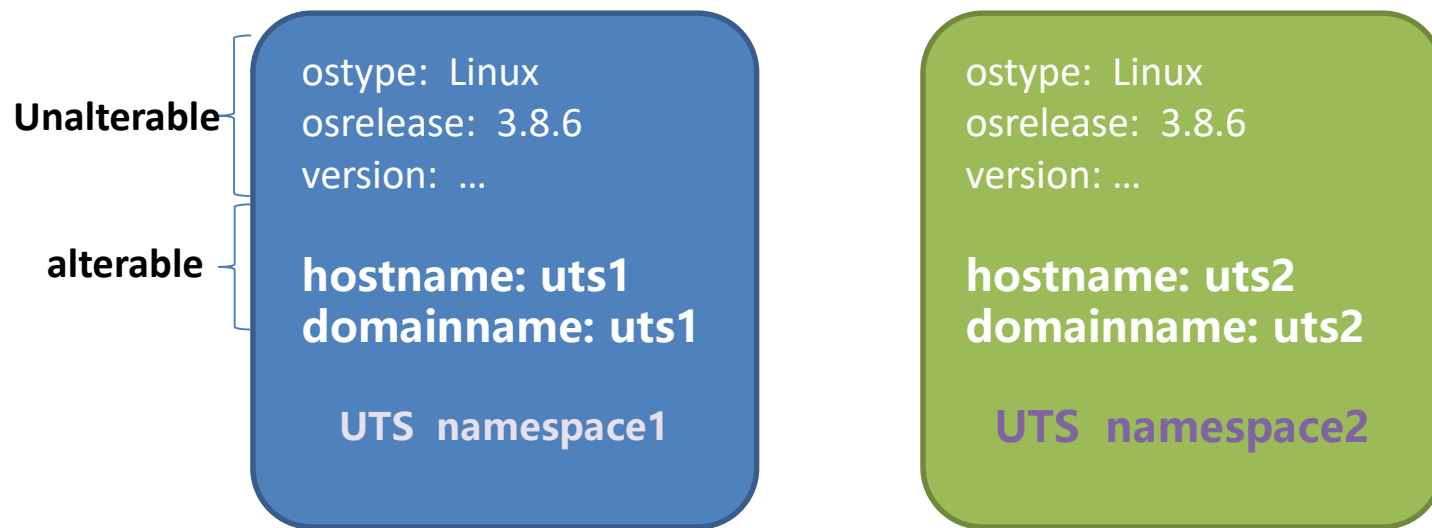 Unalterable
alterable
ostype: Linux
osrelease: 3.8.6
version: ...
hostname: uts1
domainname: uts1
UTS namespace1
ostype: Linux
osrelease: 3.8.6
version: ...
hostname: uts2
domainname: uts2
UTS namespace2